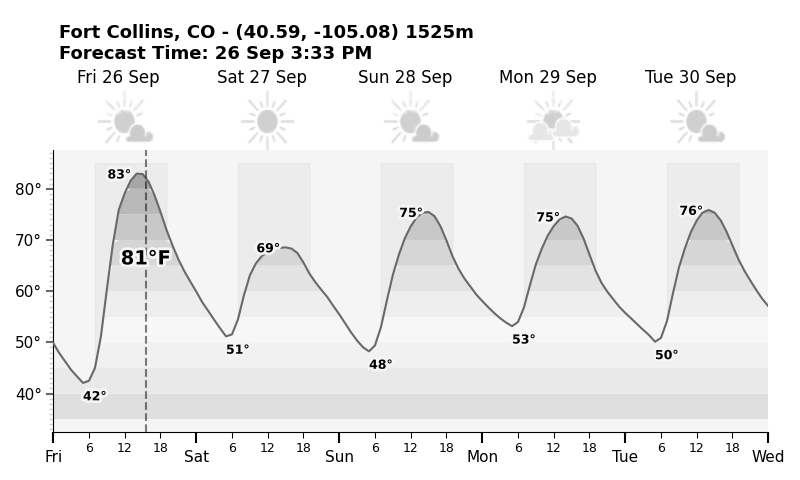 Fort Collins, CO - (40.59, -105.08) 1525m
Forecast Time: 26 Sep 3:33 PM
Fri 26 Sep Sat 27 Sep Sun 28 Sep Mon 29 Sep Tue 30 Sep
80°
70°
60°
50°
40°
83° 69° 75° 75° 76°
81°F
42° 51° 48° 53° 50°
6 12 18 6 12 18 6 12 18 6 12 18 6 12 18
Fri Sat Sun Mon Tue Wed